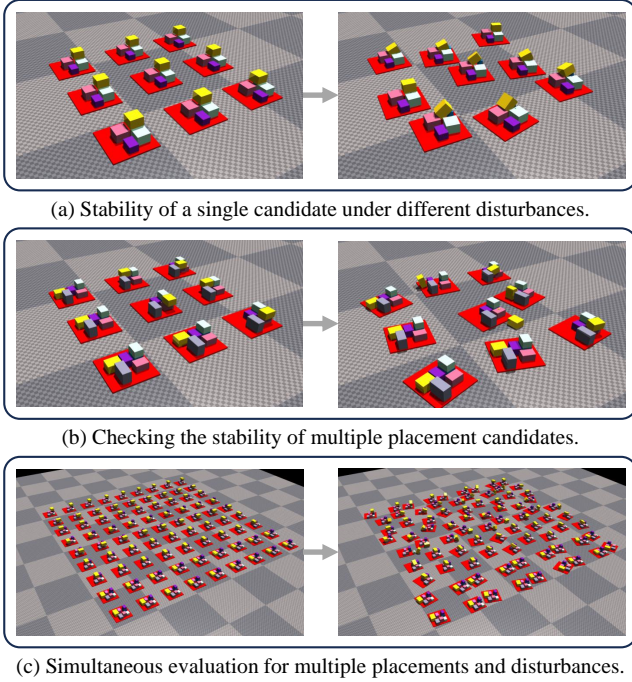 (a) Stability of a single candidate under different disturbances.
(b) Checking the stability of multiple placement candidates.
(c) Simultaneous evaluation for multiple placements and disturbances.